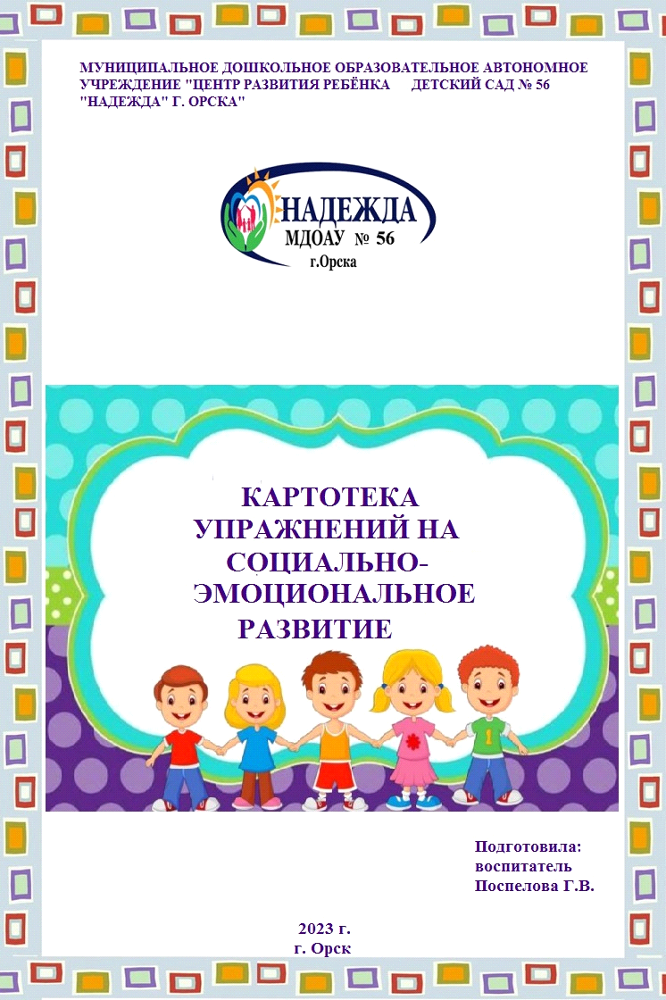 МУНИЦИПАЛЬНОЕ ДОШКОЛЬНОЕ ОБРАЗОВАТЕЛЬНОЕ АВТОНОМНОЕ
УЧРЕЖДЕНИЕ "ЦЕНТР РАЗВИТИЯ РЕБЁНКА ДЕТСКИЙ САД № 56
"НАДЕЖДА" Г. ОРСКА"
НАДЕЖДА
МДОАУ № 56
г.Орска
КАРТОТЕКА
УПРАЖНЕНИЙ НА
СОЦИАЛЬНО-
ЭМОЦИОНАЛЬНОЕ
РАЗВИТИЕ
1
Подготовила:
воспитатель
Поспелова Г.В.
2023 г.
г. Орск